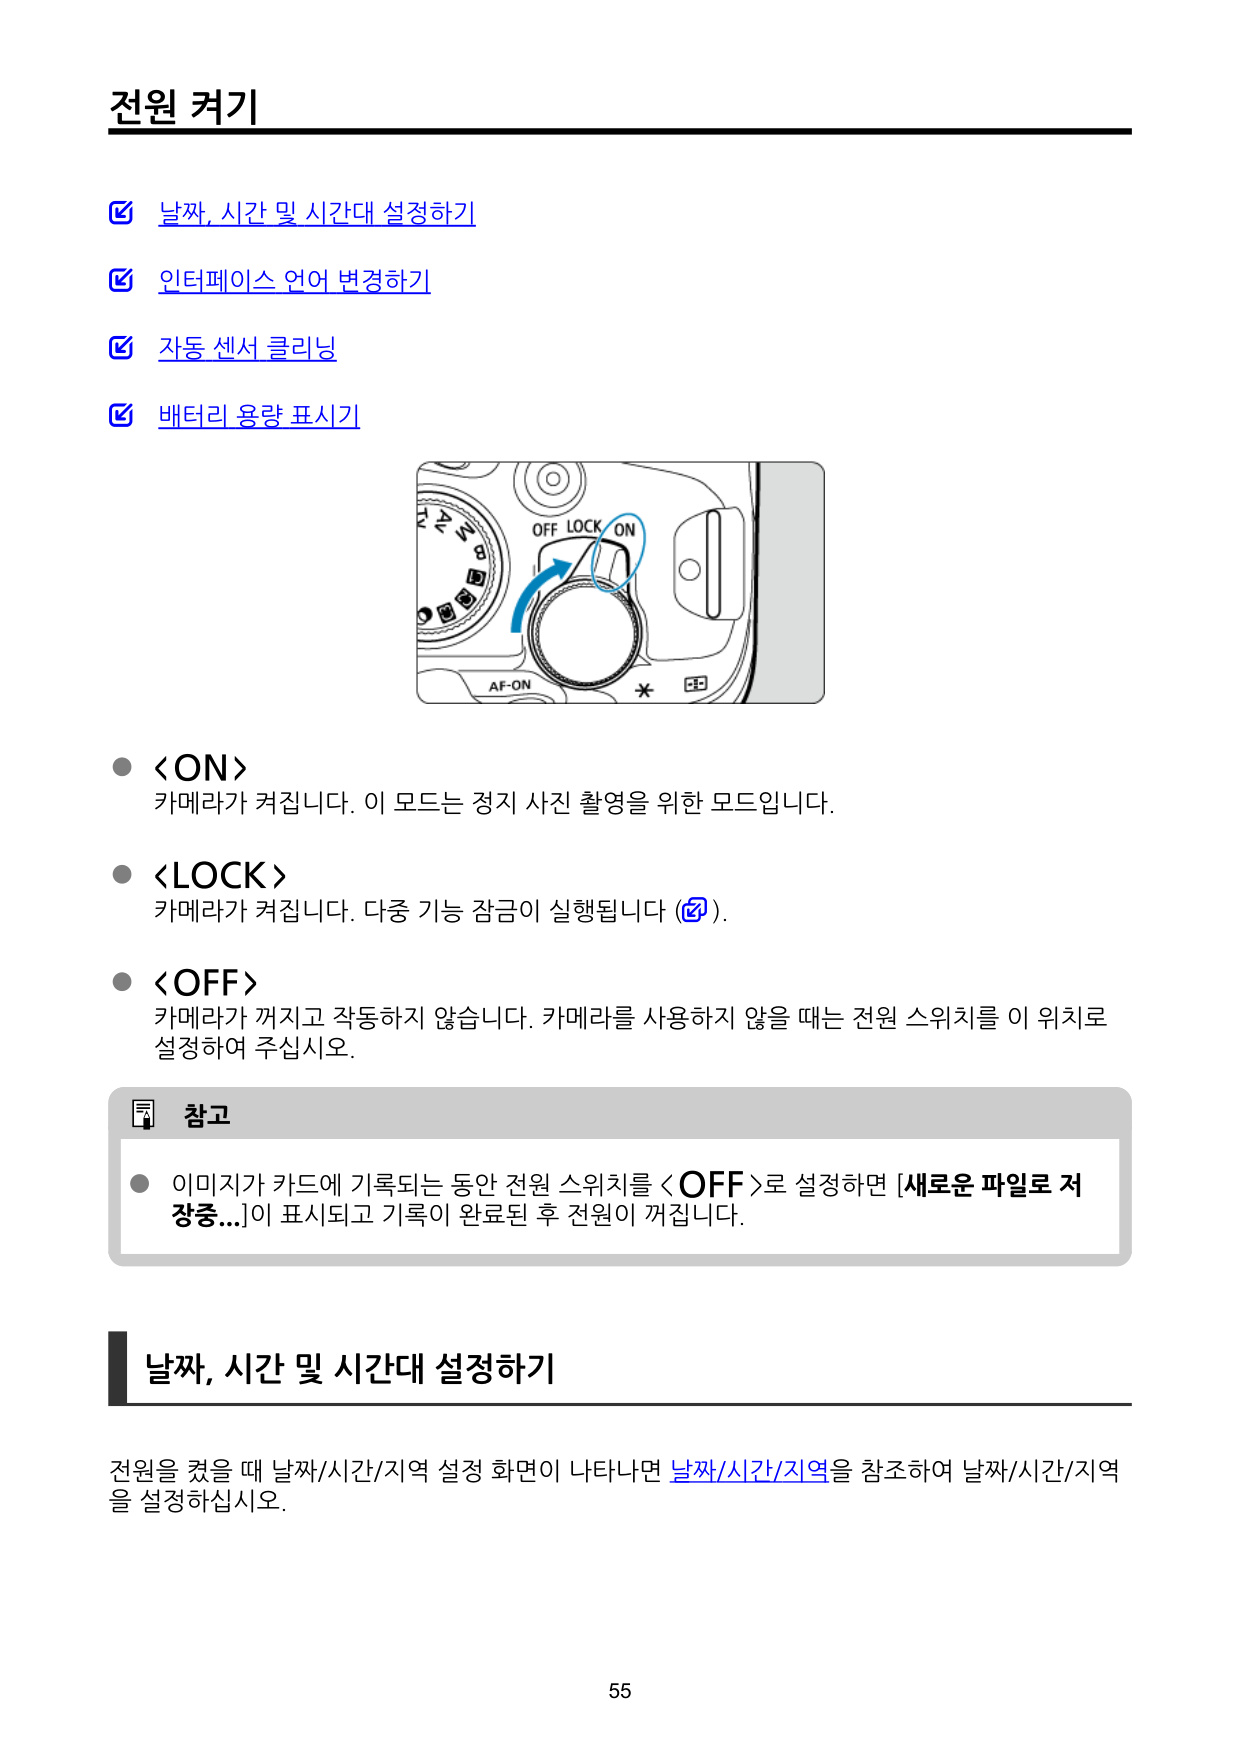 전원 켜기
날짜, 시간 및 시간대 설정하기
인터페이스 언어 변경하기
자동 센서 클리닝
배터리 용량 표시기
Tv
Av
M
B
OFF LOCK ON
AF-ON
● <ON>
카메라가 켜집니다. 이 모드는 정지 사진 촬영을 위한 모드입니다.
● <LOCK>
카메라가 켜집니다. 다중 기능 잠금이 실행됩니다 ( ).
● <OFF>
카메라가 꺼지고 작동하지 않습니다. 카메라를 사용하지 않을 때는 전원 스위치를 이 위치로
설정하여 주십시오.
참고
● 이미지가 카드에 기록되는 동안 전원 스위치를 <OFF>로 설정하면 [새로운 파일로 저
장중...]이 표시되고 기록이 완료된 후 전원이 꺼집니다.
날짜, 시간 및 시간대 설정하기
전원을 켰을 때 날짜/시간/지역 설정 화면이 나타나면 날짜/시간/지역을 참조하여 날짜/시간/지역
을 설정하십시오.
55